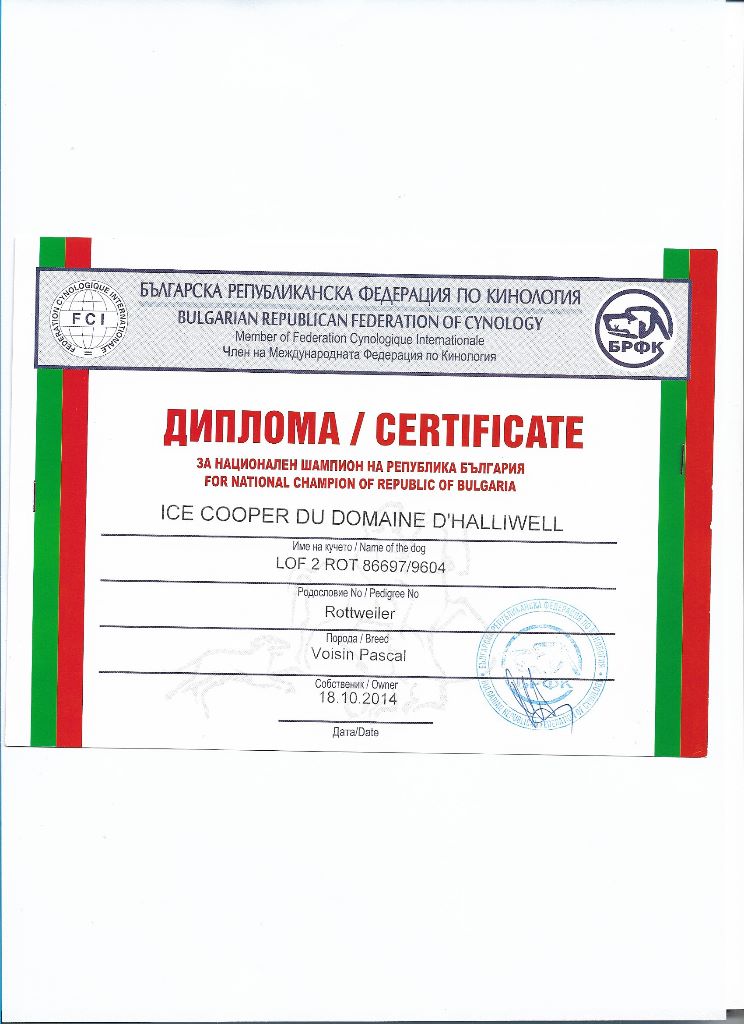 БЪЛГАРСКА РЕПУБЛИКАНСКА ФЕДЕРАЦИЯ ПО КИНОЛОГИЯ
BULGARIAN REPUBLICAN FEDERATION OF CYNOLOGY
Member of Federation Cynologique Internationale
Член на Международната Федерация по Кинология
FEDERATION CYNOLOGIQUE INTERNATIONALE
FCI
БРФК
ДИПЛОМА / CERTIFICATE
ЗА НАЦИОНАЛЕН ШАМПИОН НА РЕПУБЛИКА БЪЛГАРИЯ
FOR NATIONAL CHAMPION OF REPUBLIC OF BULGARIA
ICE COOPER DU DOMAINE D'HALLIWELL
Име на кучето / Name of the dog
LOF 2 ROT 86697/9604
Родословие No / Pedigree No
Rottweiler
Порода / Breed
Voisin Pascal
Собственик / Owner
18.10.2014
Дата/Date